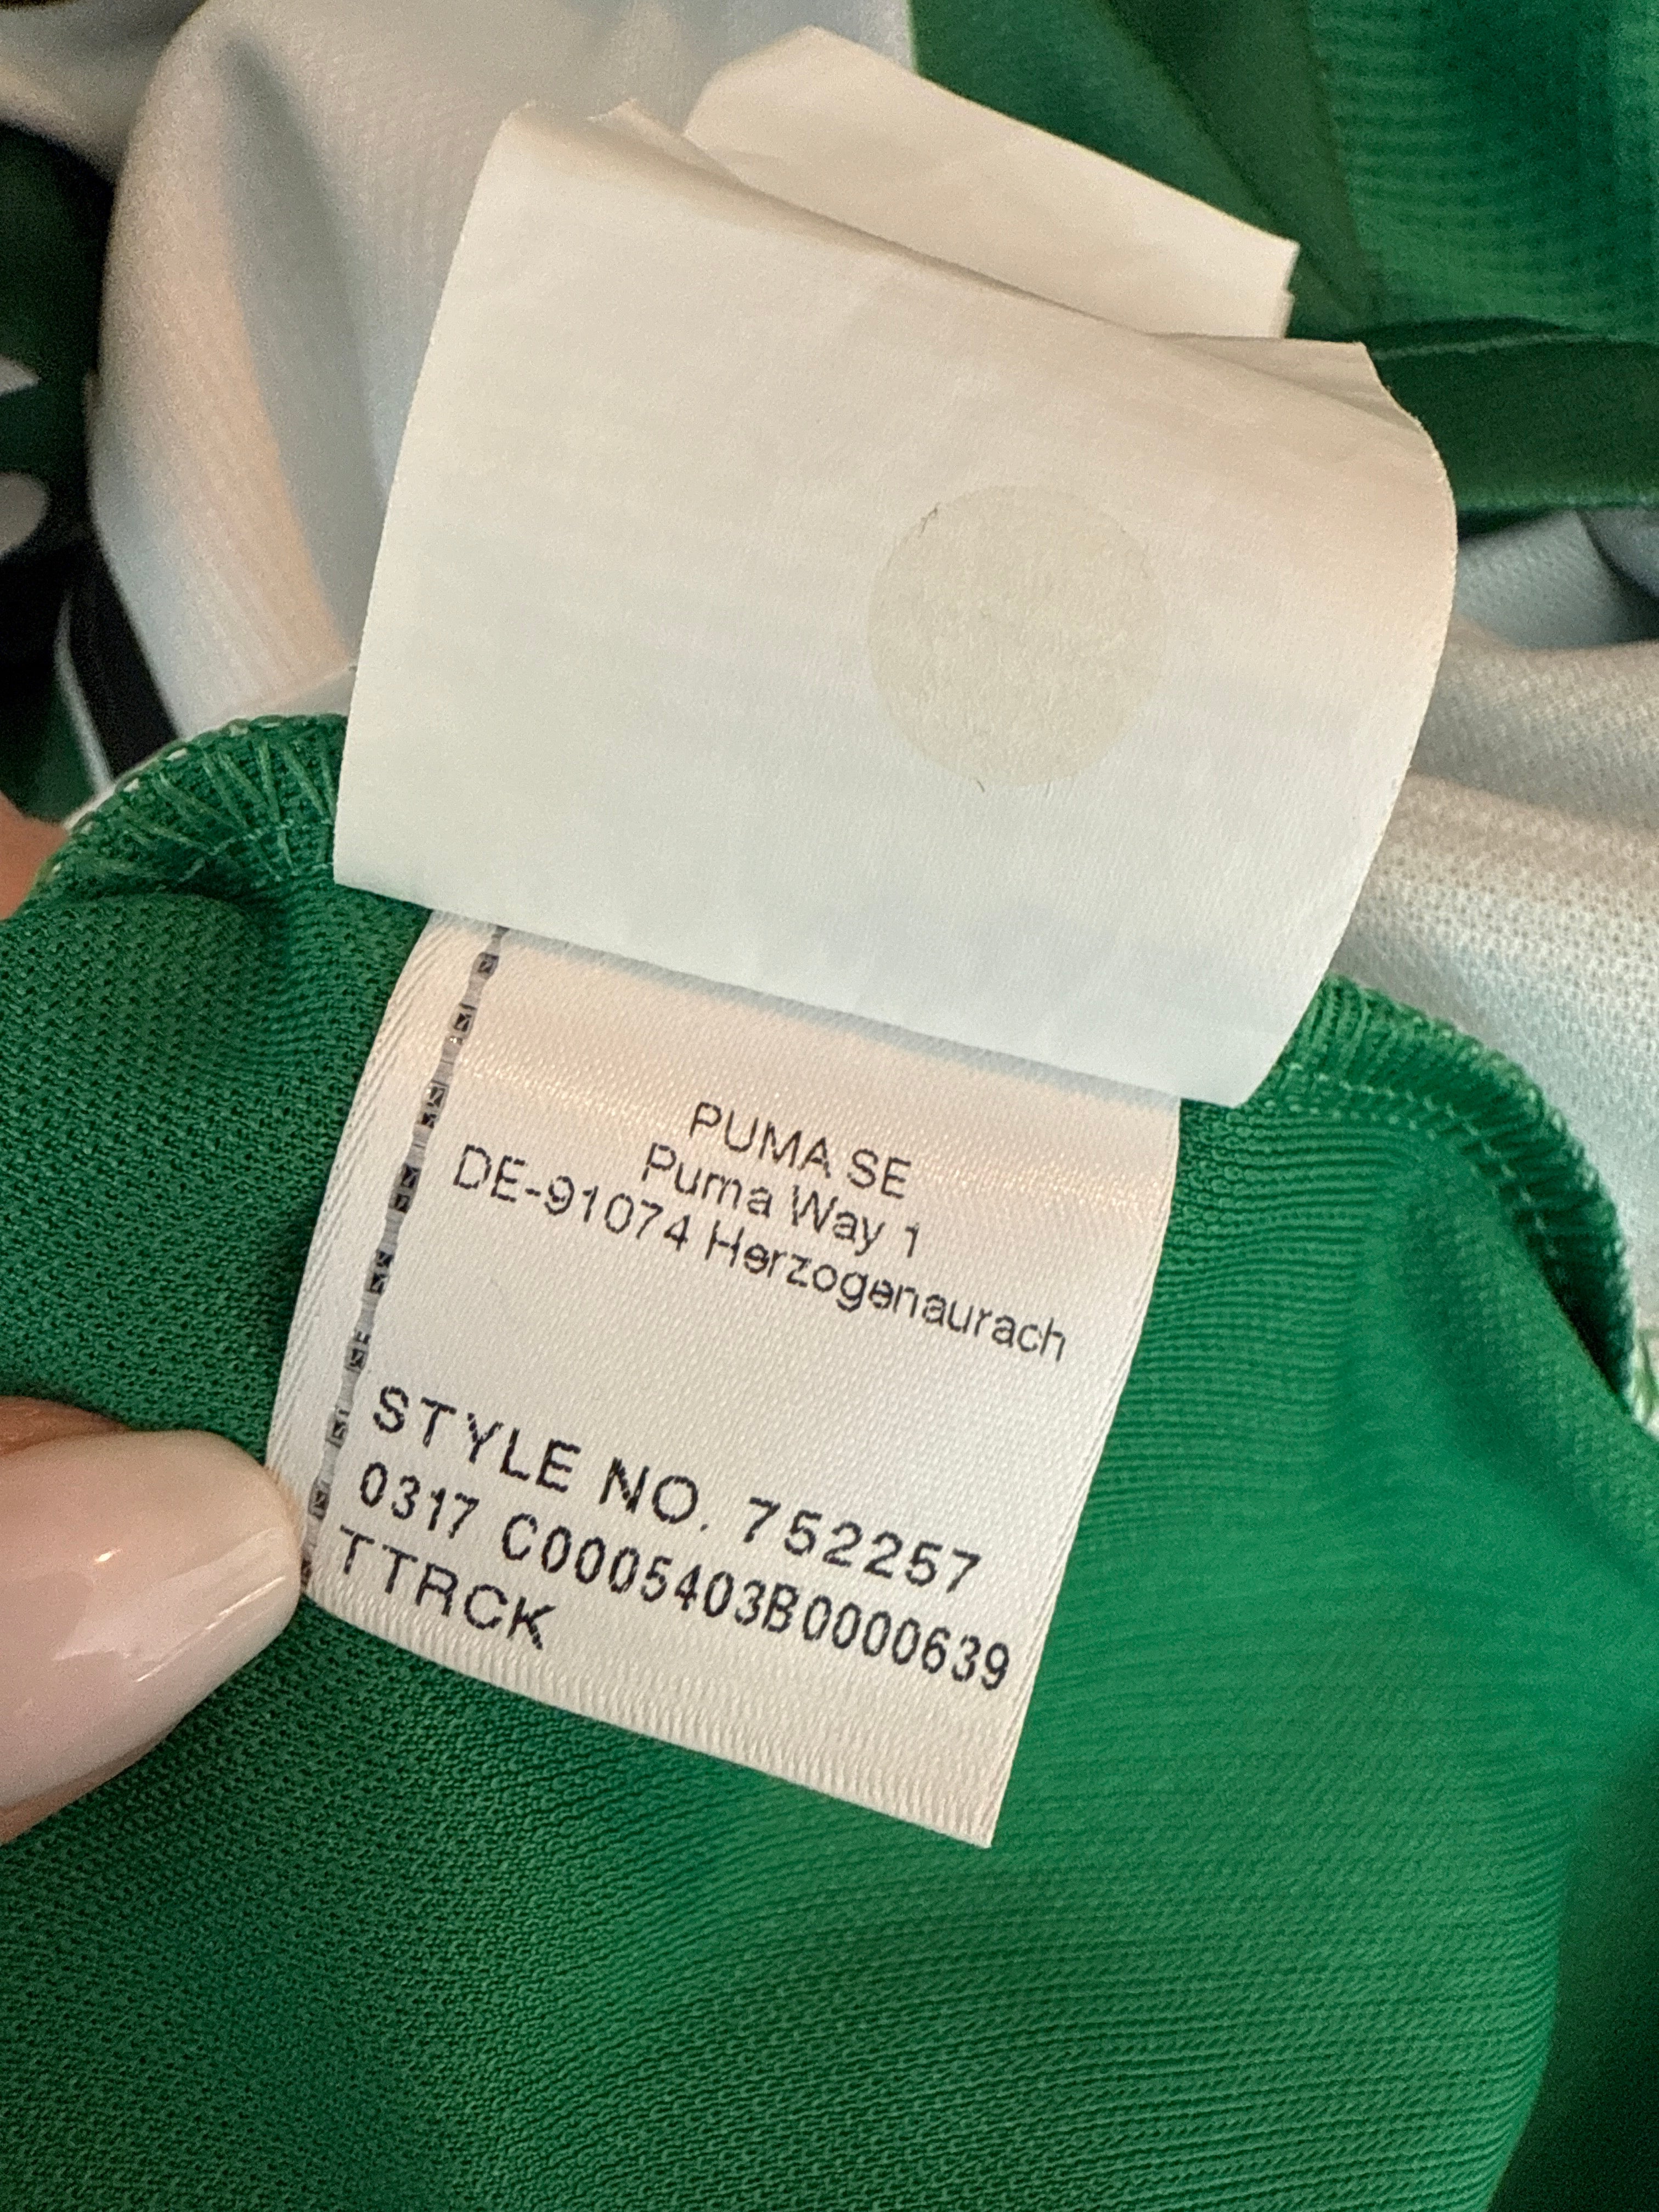 PUMA SE
Puma Way 1
DE-91074 Herzogenaurach
STYLE NO. 752257
0317 C0005403B0000639
TTRCK